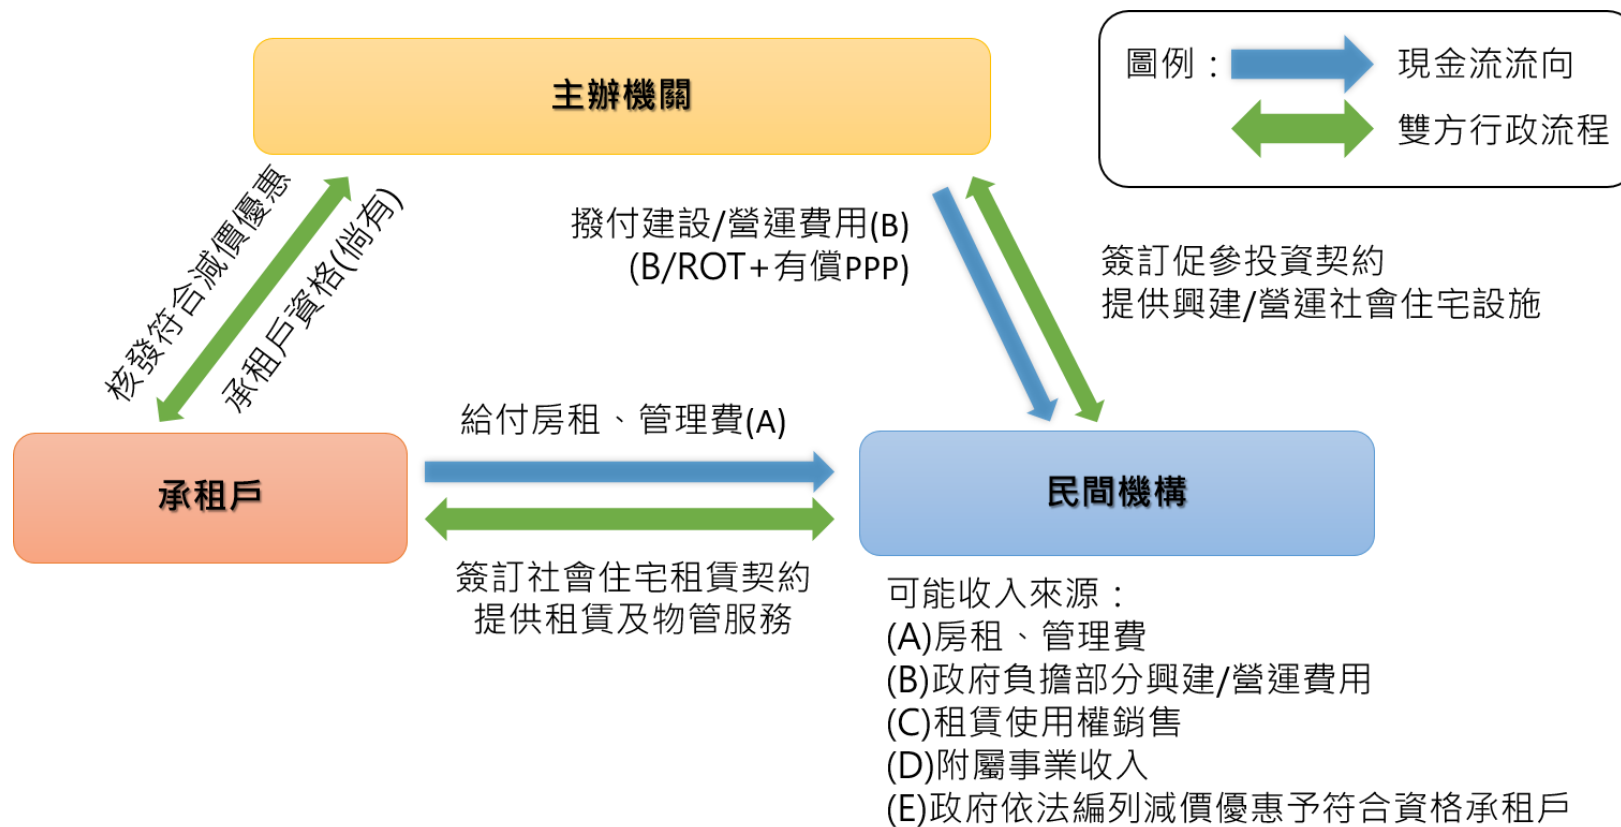 主辦機關
圖例：
現金流流向
雙方行政流程
核發符合減價優惠
承租戶資格(倘有)
撥付建設/營運費用(B)
(B/ROT+有償PPP)
簽訂促參投資契約
提供興建/營運社會住宅設施
給付房租、管理費(A)
承租戶
民間機構
簽訂社會住宅租賃契約
提供租賃及物管服務
可能收入來源：
(A)房租、管理費
(B)政府負擔部分興建/營運費用
(C)租賃使用權銷售
(D)附屬事業收入
(E)政府依法編列減價優惠予符合資格承租戶